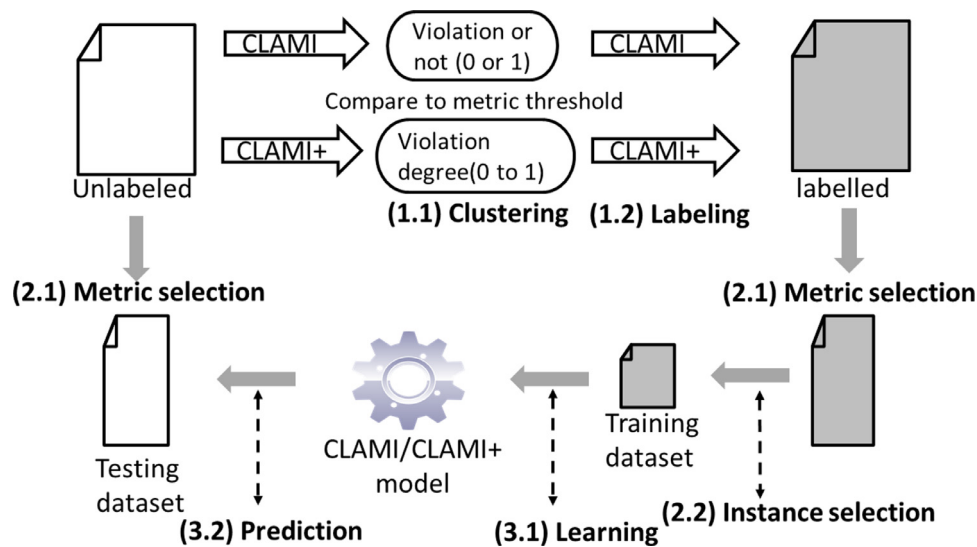 CLAMI
Violation or
not (0 or 1)
CLAMI
Compare to metric threshold
CLAMI+
Violation
degree(0 to 1)
CLAMI+
Unlabeled
labelled
(1.1) Clustering
(1.2) Labeling
(2.1) Metric selection
(2.1) Metric selection
Testing
dataset
CLAMI/CLAMI+
model
Training
dataset
(3.2) Prediction
(3.1) Learning
(2.2) Instance selection